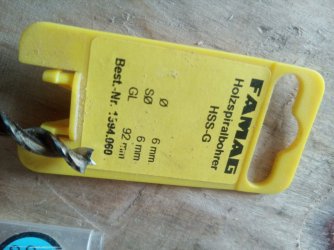 FAMAG
Holzspiralbohrer
HSS-G
Ø 6 mm
SØ 6 mm
GL 92 mm
Best.-Nr. 1594.060